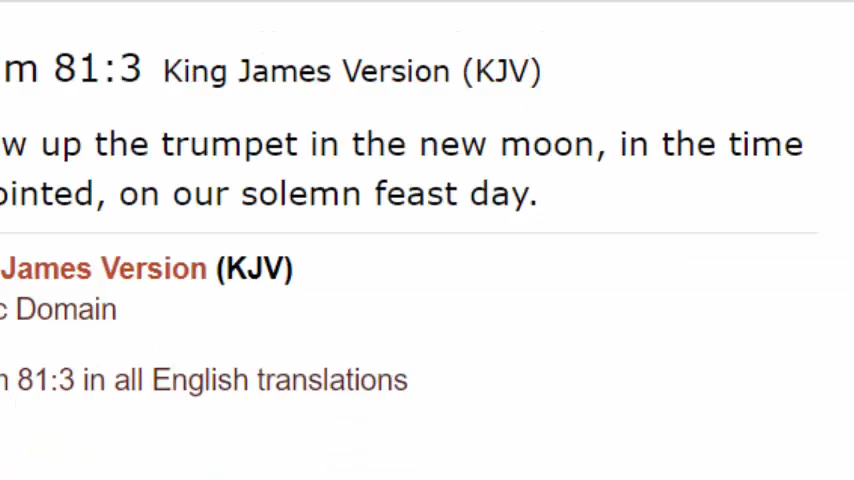 m 81:3 King James Version (KJV)
w up the trumpet in the new moon, in the time
ointed, on our solemn feast day.
James Version (KJV)
c Domain
81:3 in all English translations